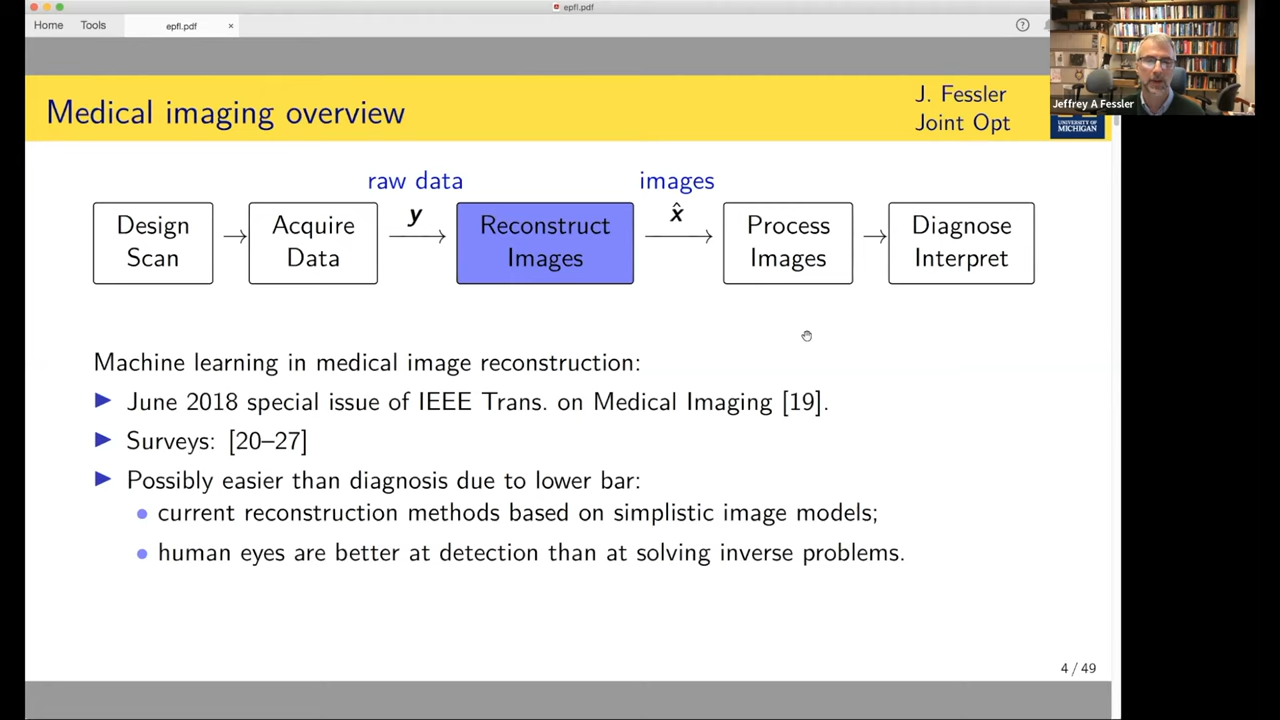 epfl.pdf
Home Tools epfl.pdf ×
?
Jeffrey A Fessler
Medical imaging overview
J. Fessler
Joint Opt
UNIVERSITY OF
MICHIGAN
raw data
images
Design
Scan
Acquire
Data
y
Reconstruct
Images
x̂
Process
Images
Diagnose
Interpret
Machine learning in medical image reconstruction:
June 2018 special issue of IEEE Trans. on Medical Imaging [19].
Surveys: [20–27]
Possibly easier than diagnosis due to lower bar:
current reconstruction methods based on simplistic image models;
human eyes are better at detection than at solving inverse problems.
4 / 49